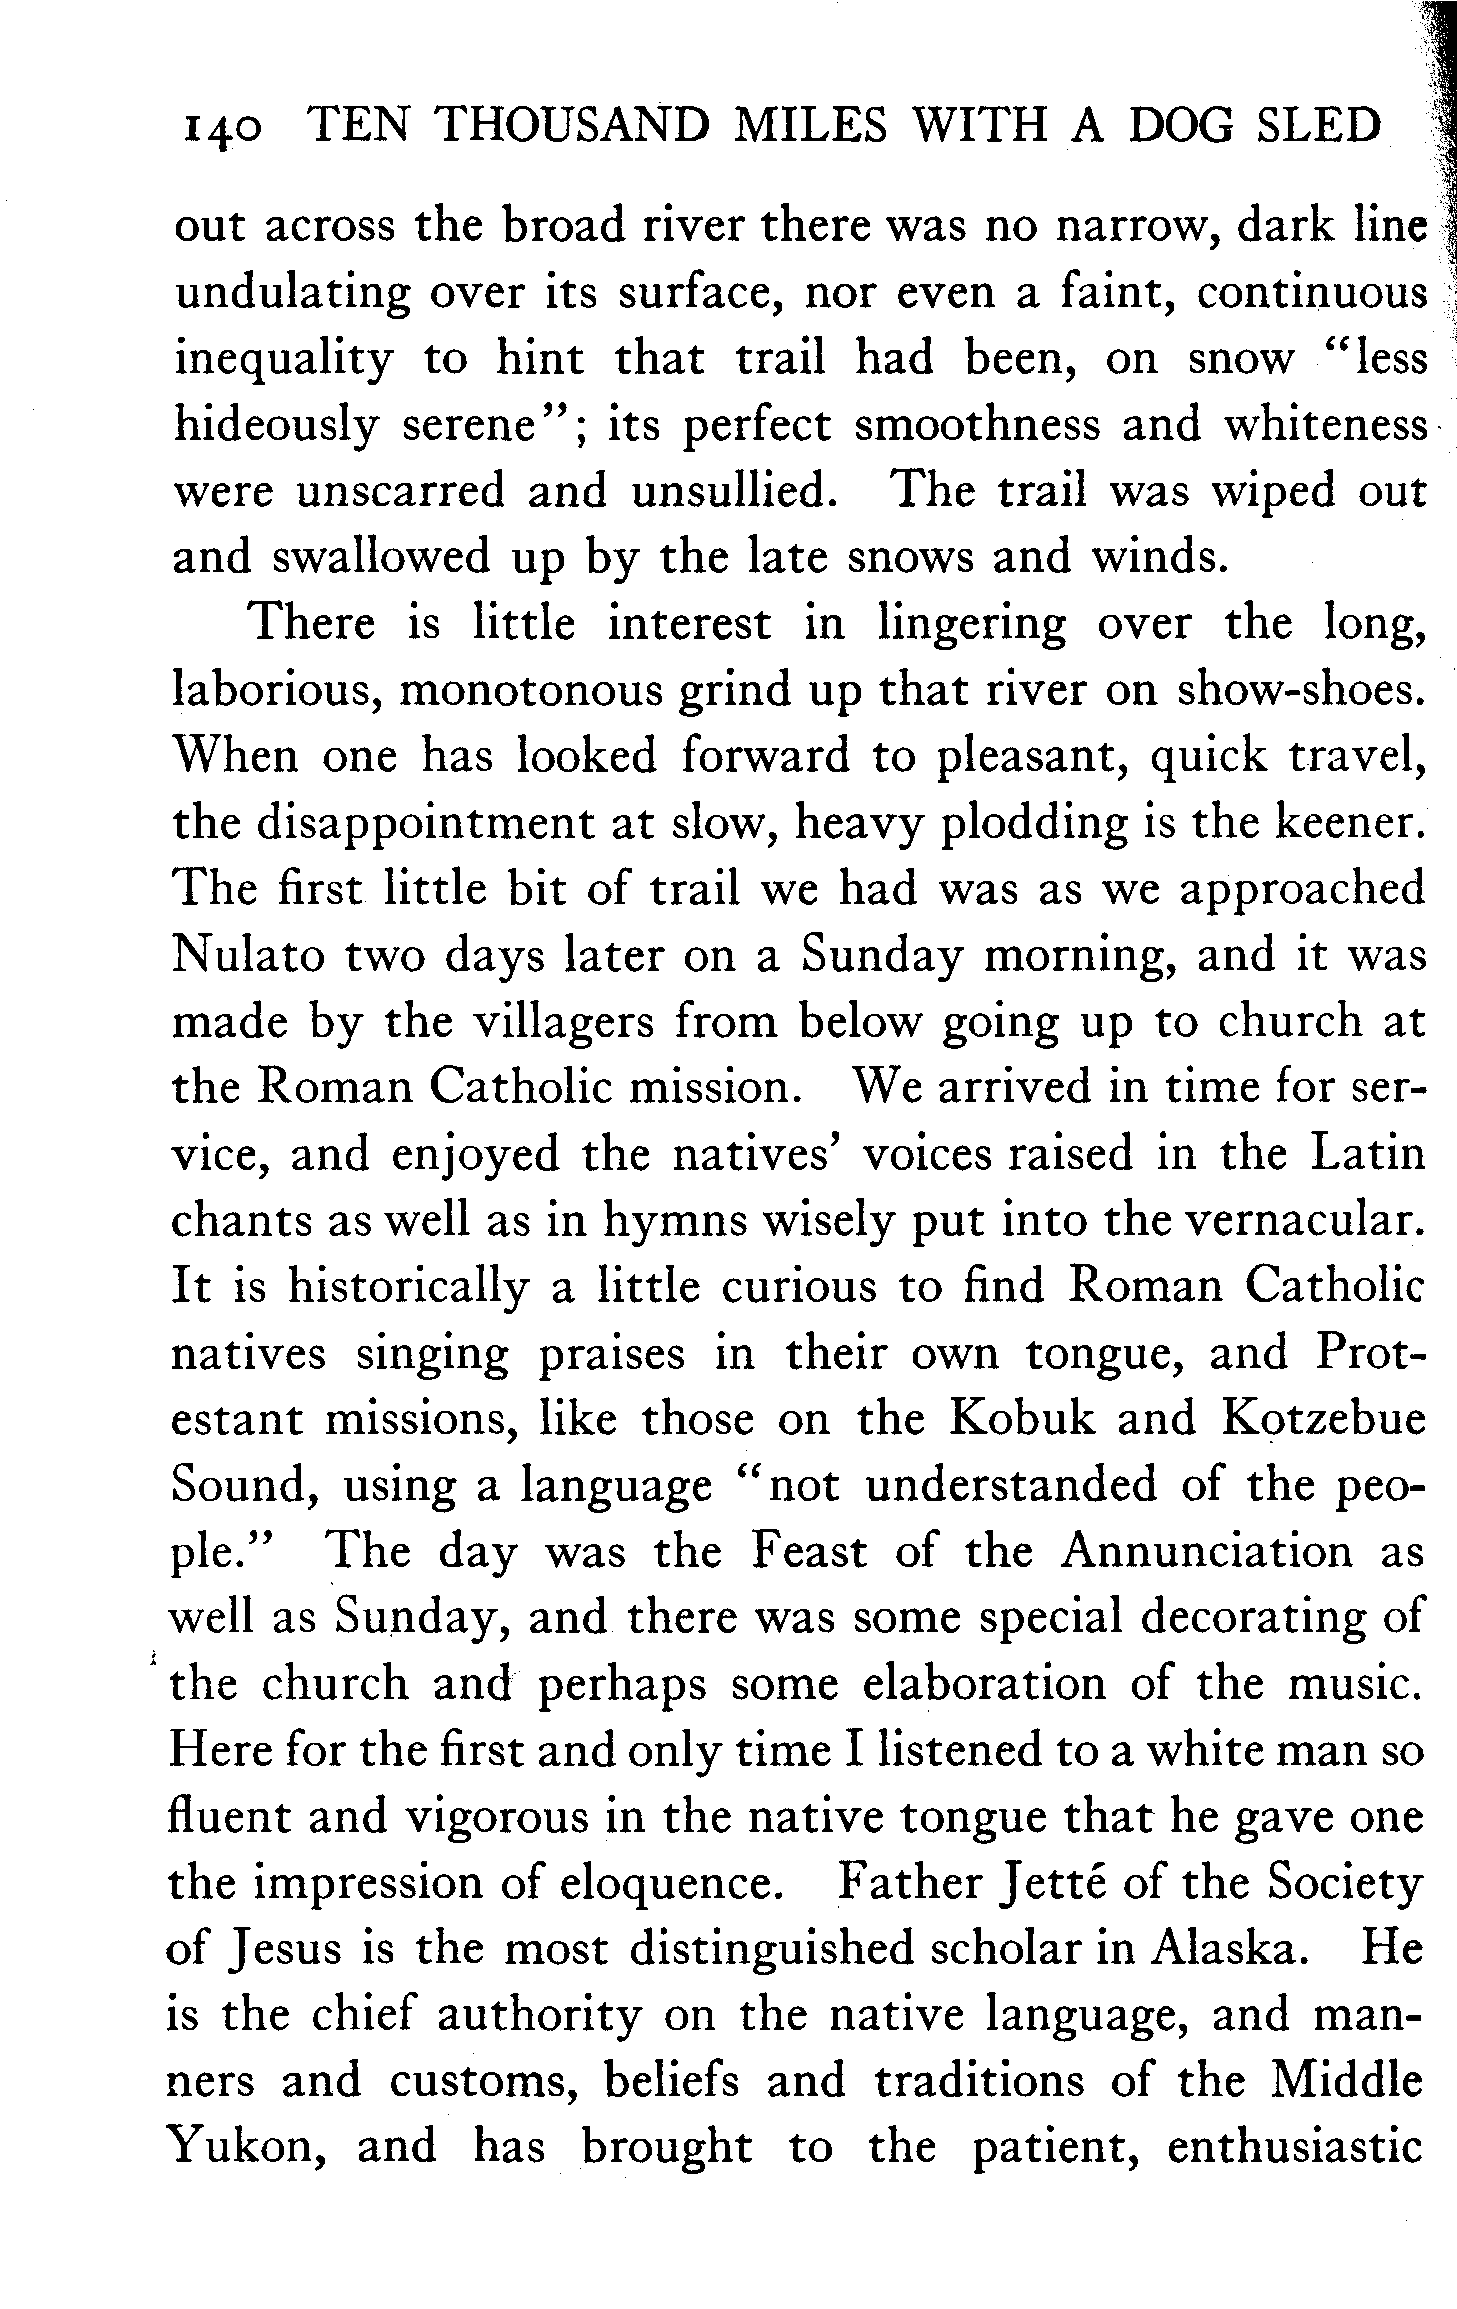 140 TEN THOUSAND MILES WITH A DOG SLED
out across the broad river there was no narrow, dark line
undulating over its surface, nor even a faint, continuous
inequality to hint that trail had been, on snow "less
hideously serene"; its perfect smoothness and whiteness
were unscarred and unsullied. The trail was wiped out
and swallowed up by the late snows and winds.
There is little interest in lingering over the long,
laborious, monotonous grind up that river on show-shoes.
When one has looked forward to pleasant, quick travel,
the disappointment at slow, heavy plodding is the keener.
The first little bit of trail we had was as we approached
Nulato two days later on a Sunday morning, and it was
made by the villagers from below going up to church at
the Roman Catholic mission. We arrived in time for ser-
vice, and enjoyed the natives' voices raised in the Latin
chants as well as in hymns wisely put into the vernacular.
It is historically a little curious to find Roman Catholic
natives singing praises in their own tongue, and Prot-
estant missions, like those on the Kobuk and Kotzebue
Sound, using a language "not understanded of the peo-
ple." The day was the Feast of the Annunciation as
well as Sunday, and there was some special decorating of
the church and perhaps some elaboration of the music.
Here for the first and only time I listened to a white man so
fluent and vigorous in the native tongue that he gave one
the impression of eloquence. Father Jetté of the Society
of Jesus is the most distinguished scholar in Alaska. He
is the chief authority on the native language, and man-
ners and customs, beliefs and traditions of the Middle
Yukon, and has brought to the patient, enthusiastic